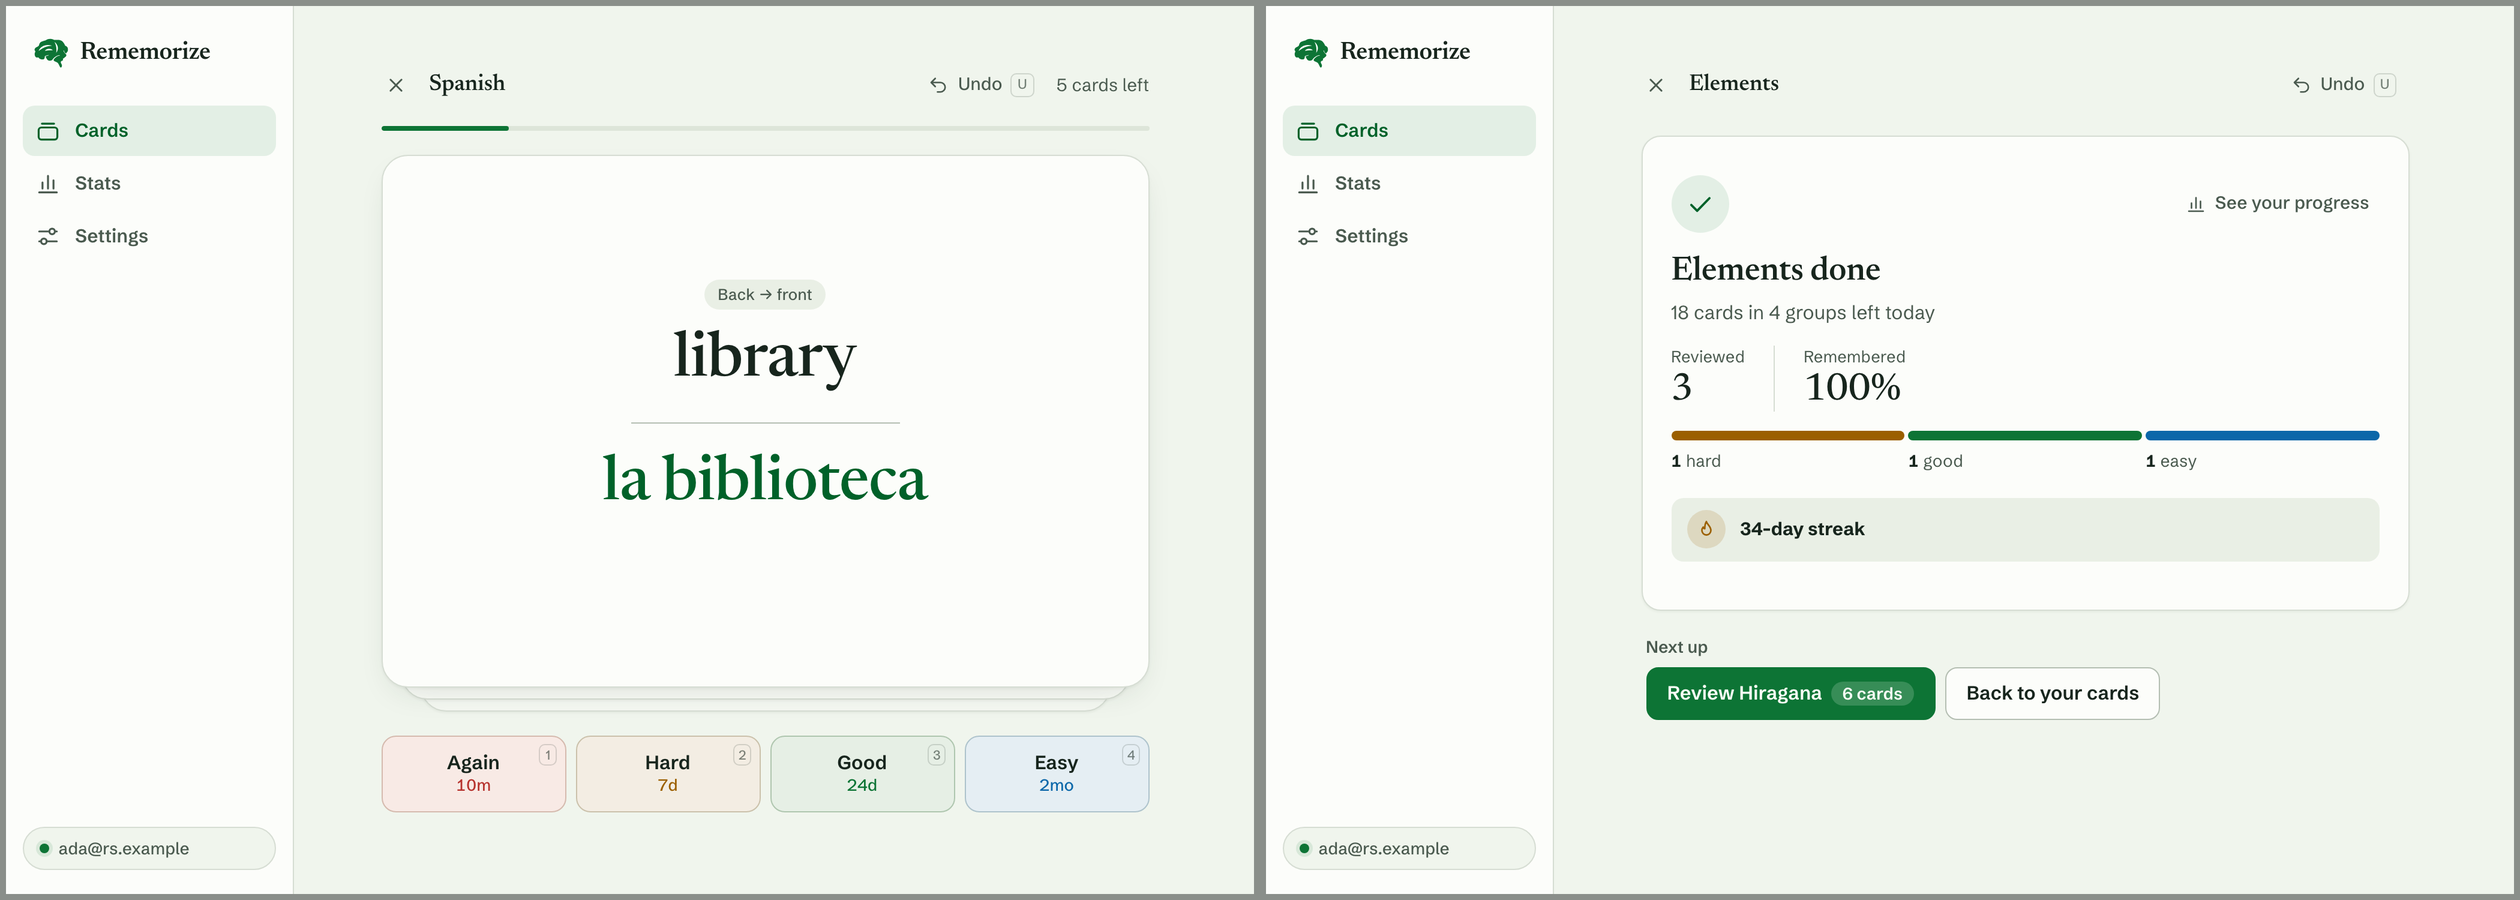 Rememorize
Cards
Stats
Settings
ada@rs.example
Spanish
Undo U
5 cards left
Back → front
library
la biblioteca
Again 1
10m
Hard 2
7d
Good 3
24d
Easy 4
2mo
Rememorize
Cards
Stats
Settings
ada@rs.example
Elements
Undo U
See your progress
Elements done
18 cards in 4 groups left today
Reviewed
3
Remembered
100%
1 hard
1 good
1 easy
34-day streak
Next up
Review Hiragana 6 cards
Back to your cards